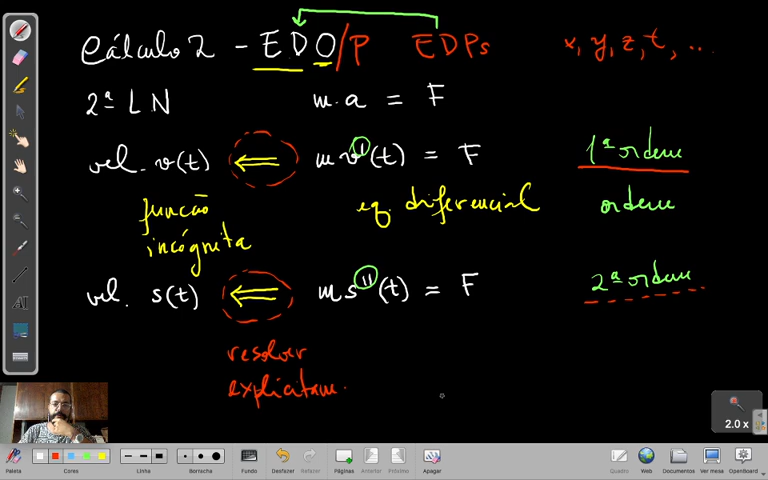 Cálculo 2 - EDO/P EDPs x, y, z, t, ...
2ª LN m.a = F
vel. v(t) ⇐ m v'(t) = F 1ª ordem
função incógnita eq. diferencial ordem
vel. s(t) ⇐ m s''(t) = F 2ª ordem
resolver
explicitam.
2.0 x
Paleta Cores Linha Borracha Fundo Desfazer Refazer Páginas Anterior Próximo Apagar Quadro Web Documentos Ver mesa OpenBoard